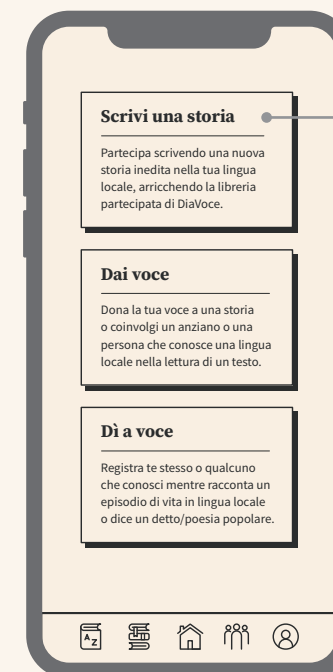 Scrivi una storia
Partecipa scrivendo una nuova
storia inedita nella tua lingua
locale, arricchendo la libreria
partecipata di DiaVoce.
Dai voce
Dona la tua voce a una storia
o coinvolgi un anziano o una
persona che conosce una lingua
locale nella lettura di un testo.
Dì a voce
Registra te stesso o qualcuno
che conosci mentre racconta un
episodio di vita in lingua locale
o dice un detto/poesia popolare.
A Z